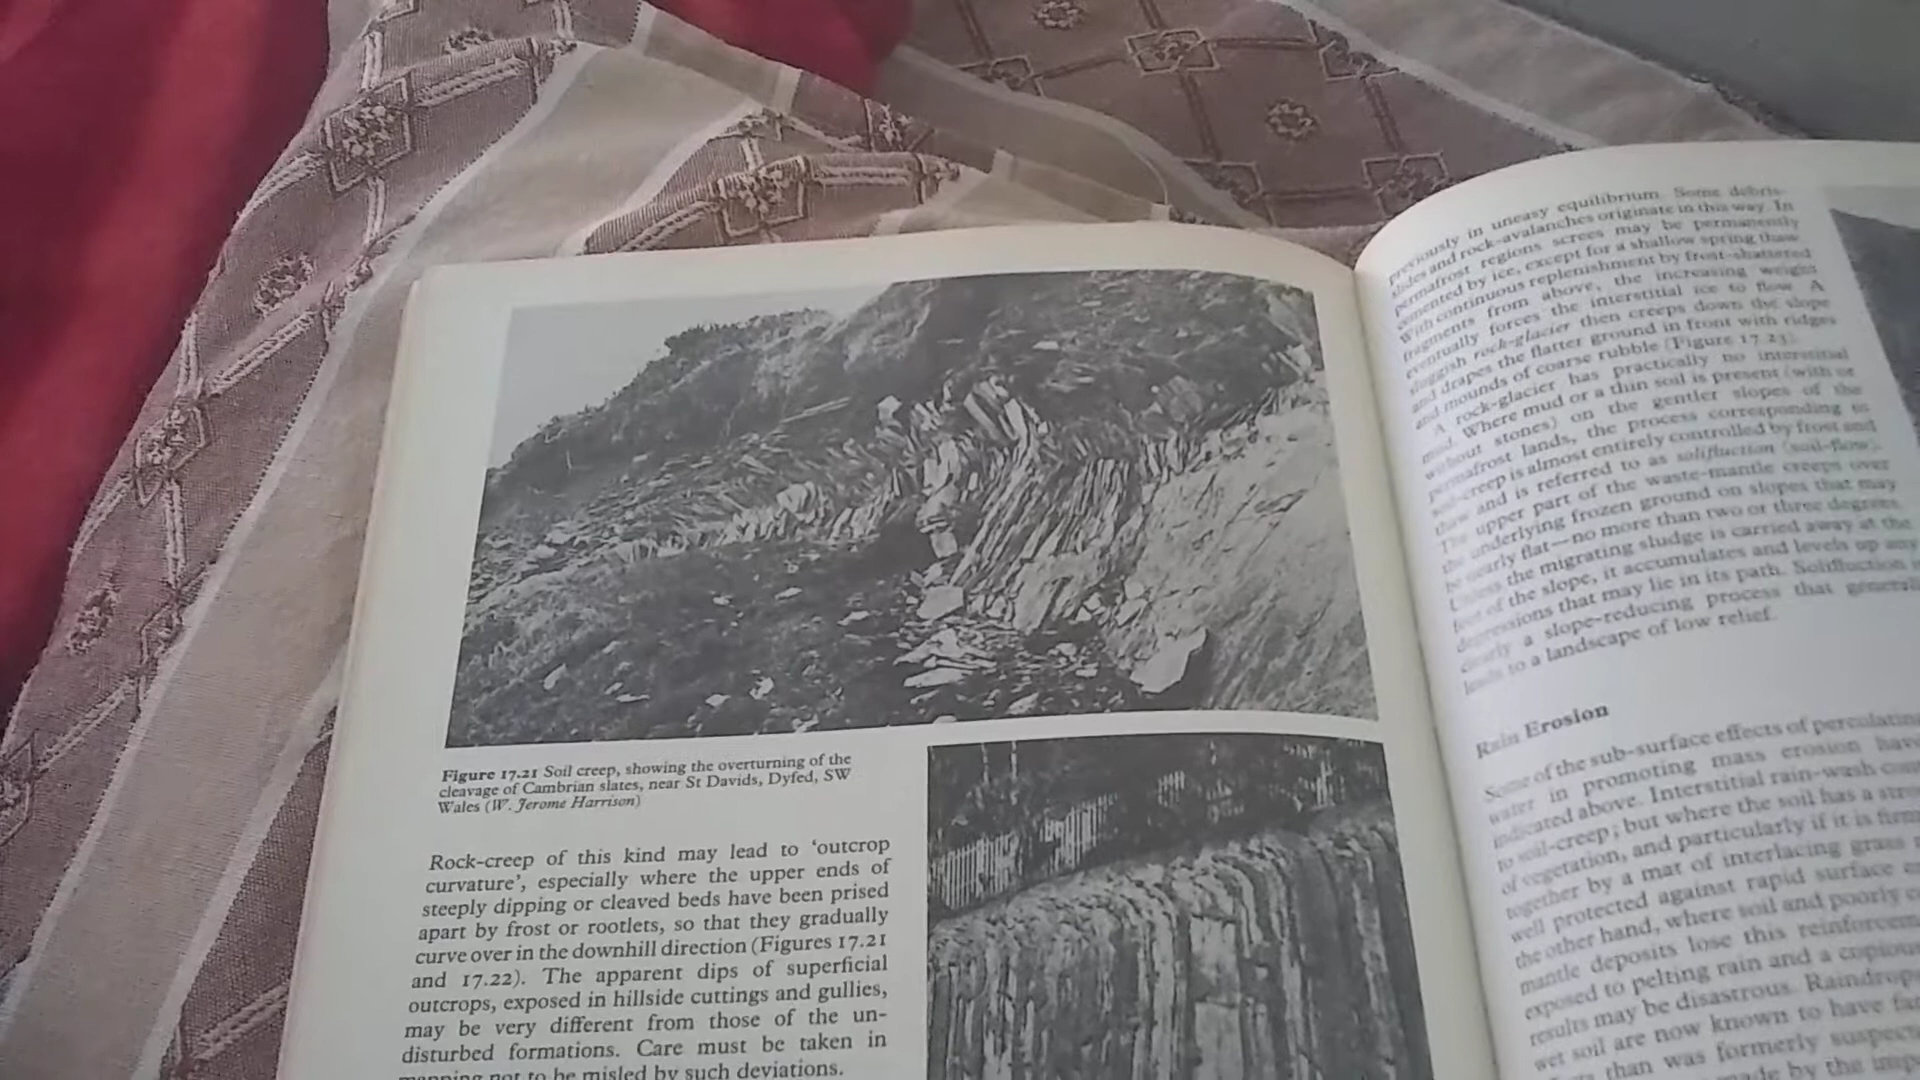 Figure 17.21 Soil creep, showing the overturning of the
cleavage of Cambrian slates, near St Davids, Dyfed, SW
Wales (W. Jerome Harrison)
Rock-creep of this kind may lead to ‘outcrop
curvature’, especially where the upper ends of
steeply dipping or cleaved beds have been prised
apart by frost or rootlets, so that they gradually
curve over in the downhill direction (Figures 17.21
and 17.22). The apparent dips of superficial
outcrops, exposed in hillside cuttings and gullies,
may be very different from those of the un-
disturbed formations. Care must be taken in
mapping not to be misled by such deviations.
previously in uneasy equilibrium. Some debris-
slides and rock-avalanches originate in this way. In
permafrost regions screes may be permanently
cemented by ice, except for a shallow spring thaw.
With continuous replenishment by frost-shattered
fragments from above, the increasing weight
eventually forces the interstitial ice to flow. A
sluggish rock-glacier then creeps down the slope
and drapes the flatter ground in front with ridges
and mounds of coarse rubble (Figure 17.23).
A rock-glacier has practically no interstitial
mud. Where mud or a thin soil is present (with or
without stones) on the gentler slopes of the
permafrost lands, the process corresponding to
soil-creep is almost entirely controlled by frost and
thaw and is referred to as solifluction (soil-flow).
The upper part of the waste-mantle creeps over
the underlying frozen ground on slopes that may
be nearly flat—no more than two or three degrees.
Unless the migrating sludge is carried away at the
foot of the slope, it accumulates and levels up any
depressions that may lie in its path. Solifluction is
clearly a slope-reducing process that
leads to a landscape of low relief.
Rain Erosion
Some of the sub-surface effects of
water in promoting mass erosion have
indicated above. Interstitial rain-wash
to soil-creep; but where the soil has a
of vegetation, and particularly if it is
together by a mat of interlacing grass
well protected against rapid surface
the other hand, where soil and poorly
mantle deposits lose this
exposed to pelting rain and a
results may be disastrous.
wet soil are now known to have
than was formerly
made by the